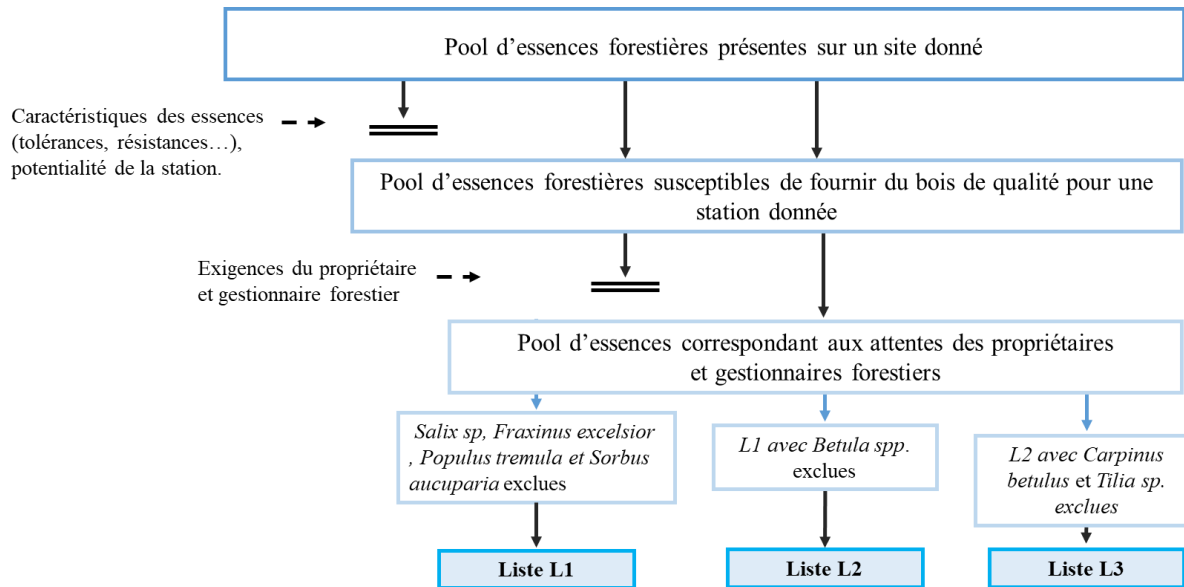 Pool d'essences forestières présentes sur un site donné
Caractéristiques des essences
(tolérances, résistances…),
potentialité de la station.
Pool d'essences forestières susceptibles de fournir du bois de qualité pour une
station donnée
Exigences du propriétaire
et gestionnaire forestier
Pool d'essences correspondant aux attentes des propriétaires
et gestionnaires forestiers
Salix sp, Fraxinus excelsior
, Populus tremula et Sorbus
aucuparia exclues
L1 avec Betula spp.
exclues
L2 avec Carpinus
betulus et Tilia sp.
exclues
Liste L1
Liste L2
Liste L3